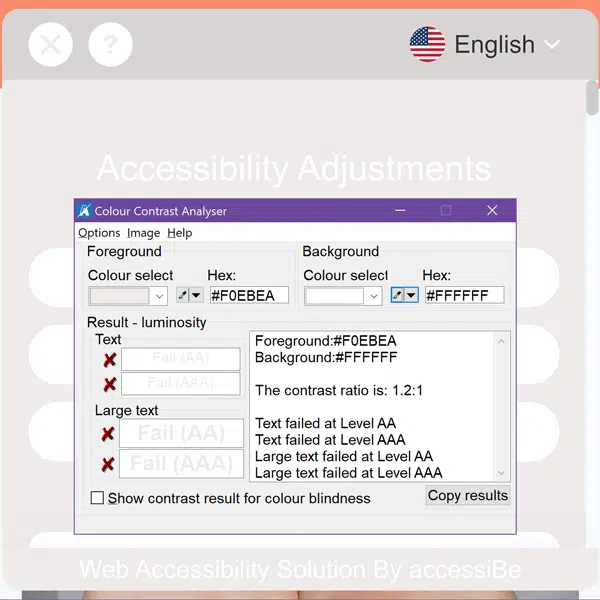 ?
English
Accessibility Adjustments
Colour Contrast Analyser
Options Image Help
Foreground
Background
Colour select
Hex:
Colour select
Hex:
#F0EBEA
#FFFFFF
Result - luminosity
Text
Fail (AA)
Fail (AAA)
Large text
Fail (AA)
Fail (AAA)
Foreground:#F0EBEA
Background:#FFFFFF
The contrast ratio is: 1.2:1
Text failed at Level AA
Text failed at Level AAA
Large text failed at Level AA
Large text failed at Level AAA
Show contrast result for colour blindness
Copy results
Web Accessibility Solution By accessiBe